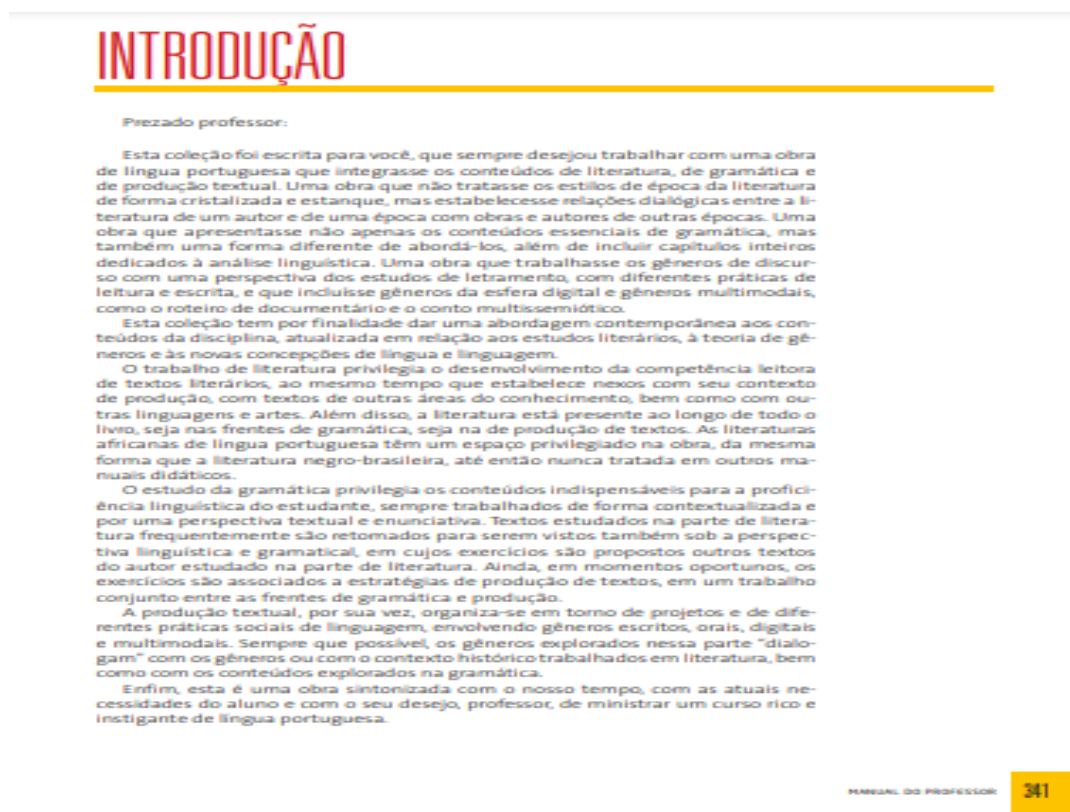 INTRODUÇÃO
Prezado professor:
Esta coleção foi escrita para você, que sempre desejou trabalhar com uma obra
de língua portuguesa que integrasse os conteúdos de literatura, de gramática e
de produção textual. Uma obra que não tratasse os estilos de época da literatura
de forma cristalizada e estanque, mas estabelecesse relações dialógicas entre a li-
teratura de um autor e de uma época com obras e autores de outras épocas. Uma
obra que apresentasse não apenas os conteúdos essenciais de gramática, mas
também uma forma diferente de abordá-los, além de incluir capítulos inteiros
dedicados à análise linguística. Uma obra que trabalhasse os gêneros de discur-
so com uma perspectiva dos estudos de letramento, com diferentes práticas de
leitura e escrita, e que incluísse gêneros da esfera digital e gêneros multimodais,
como o roteiro de documentário e o conto multissemiótico.
Esta coleção tem por finalidade dar uma abordagem contemporânea aos con-
teúdos da disciplina, atualizada em relação aos estudos literários, à teoria de gê-
neros e às novas concepções de língua e linguagem.
O trabalho de literatura privilegia o desenvolvimento da competência leitora
de textos literários, ao mesmo tempo que estabelece nexos com seu contexto
de produção, com textos de outras áreas do conhecimento, bem como com ou-
tras linguagens e artes. Além disso, a literatura está presente ao longo de todo o
livro, seja nas frentes de gramática, seja na de produção de textos. As literaturas
africanas de língua portuguesa têm um espaço privilegiado na obra, da mesma
forma que a literatura negro-brasileira, até então nunca tratada em outros ma-
nuais didáticos.
O estudo da gramática privilegia os conteúdos indispensáveis para a profici-
ência linguística do estudante, sempre trabalhados de forma contextualizada e
por uma perspectiva textual e enunciativa. Textos estudados na parte de litera-
tura frequentemente são retomados para serem vistos também sob a perspec-
tiva linguística e gramatical, em cujos exercícios são propostos outros textos
do autor estudado na parte de literatura. Ainda, em momentos oportunos, os
exercícios são associados a estratégias de produção de textos, em um trabalho
conjunto entre as frentes de gramática e produção.
A produção textual, por sua vez, organiza-se em torno de projetos e de dife-
rentes práticas sociais de linguagem, envolvendo gêneros escritos, orais, digitais
e multimodais. Sempre que possível, os gêneros explorados nessa parte "dialo-
gam" com os gêneros ou com o contexto histórico trabalhados em literatura, bem
como com os conteúdos explorados na gramática.
Enfim, esta é uma obra sintonizada com o nosso tempo, com as atuais ne-
cessidades do aluno e com o seu desejo, professor, de ministrar um curso rico e
instigante de língua portuguesa.
MANUAL DO PROFESSOR 341